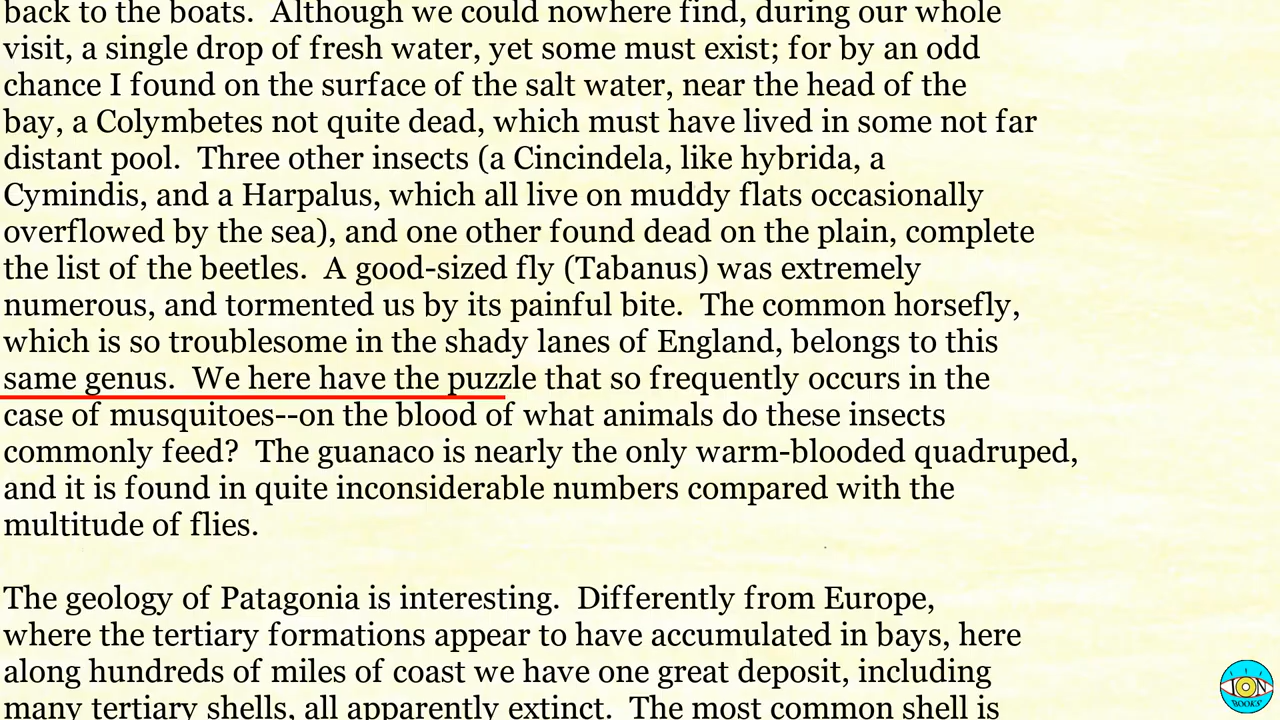 back to the boats.  Although we could nowhere find, during our whole
visit, a single drop of fresh water, yet some must exist; for by an odd
chance I found on the surface of the salt water, near the head of the
bay, a Colymbetes not quite dead, which must have lived in some not far
distant pool.  Three other insects (a Cincindela, like hybrida, a
Cymindis, and a Harpalus, which all live on muddy flats occasionally
overflowed by the sea), and one other found dead on the plain, complete
the list of the beetles.  A good-sized fly (Tabanus) was extremely
numerous, and tormented us by its painful bite.  The common horsefly,
which is so troublesome in the shady lanes of England, belongs to this
same genus.  We here have the puzzle that so frequently occurs in the
case of musquitoes--on the blood of what animals do these insects
commonly feed?  The guanaco is nearly the only warm-blooded quadruped,
and it is found in quite inconsiderable numbers compared with the
multitude of flies.
The geology of Patagonia is interesting.  Differently from Europe,
where the tertiary formations appear to have accumulated in bays, here
along hundreds of miles of coast we have one great deposit, including
many tertiary shells, all apparently extinct.  The most common shell is
ION
BOOKS